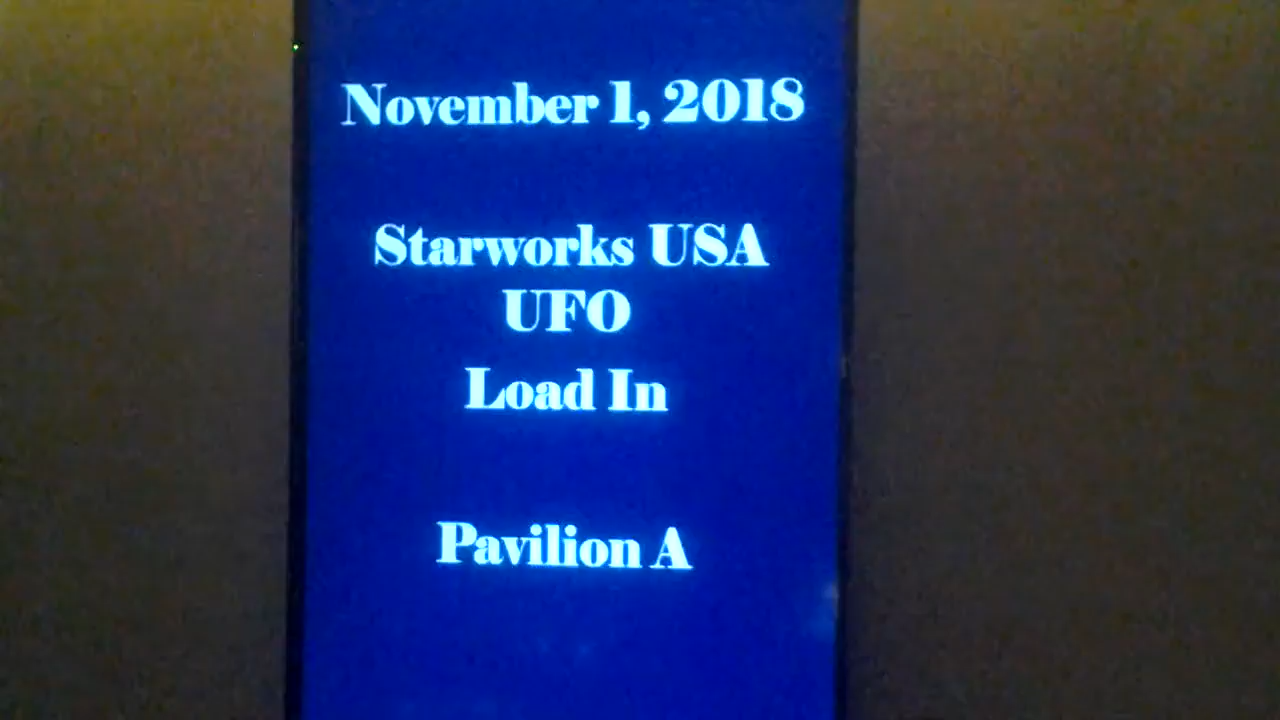 November 1, 2018
Starworks USA
UFO
Load In
Pavilion A